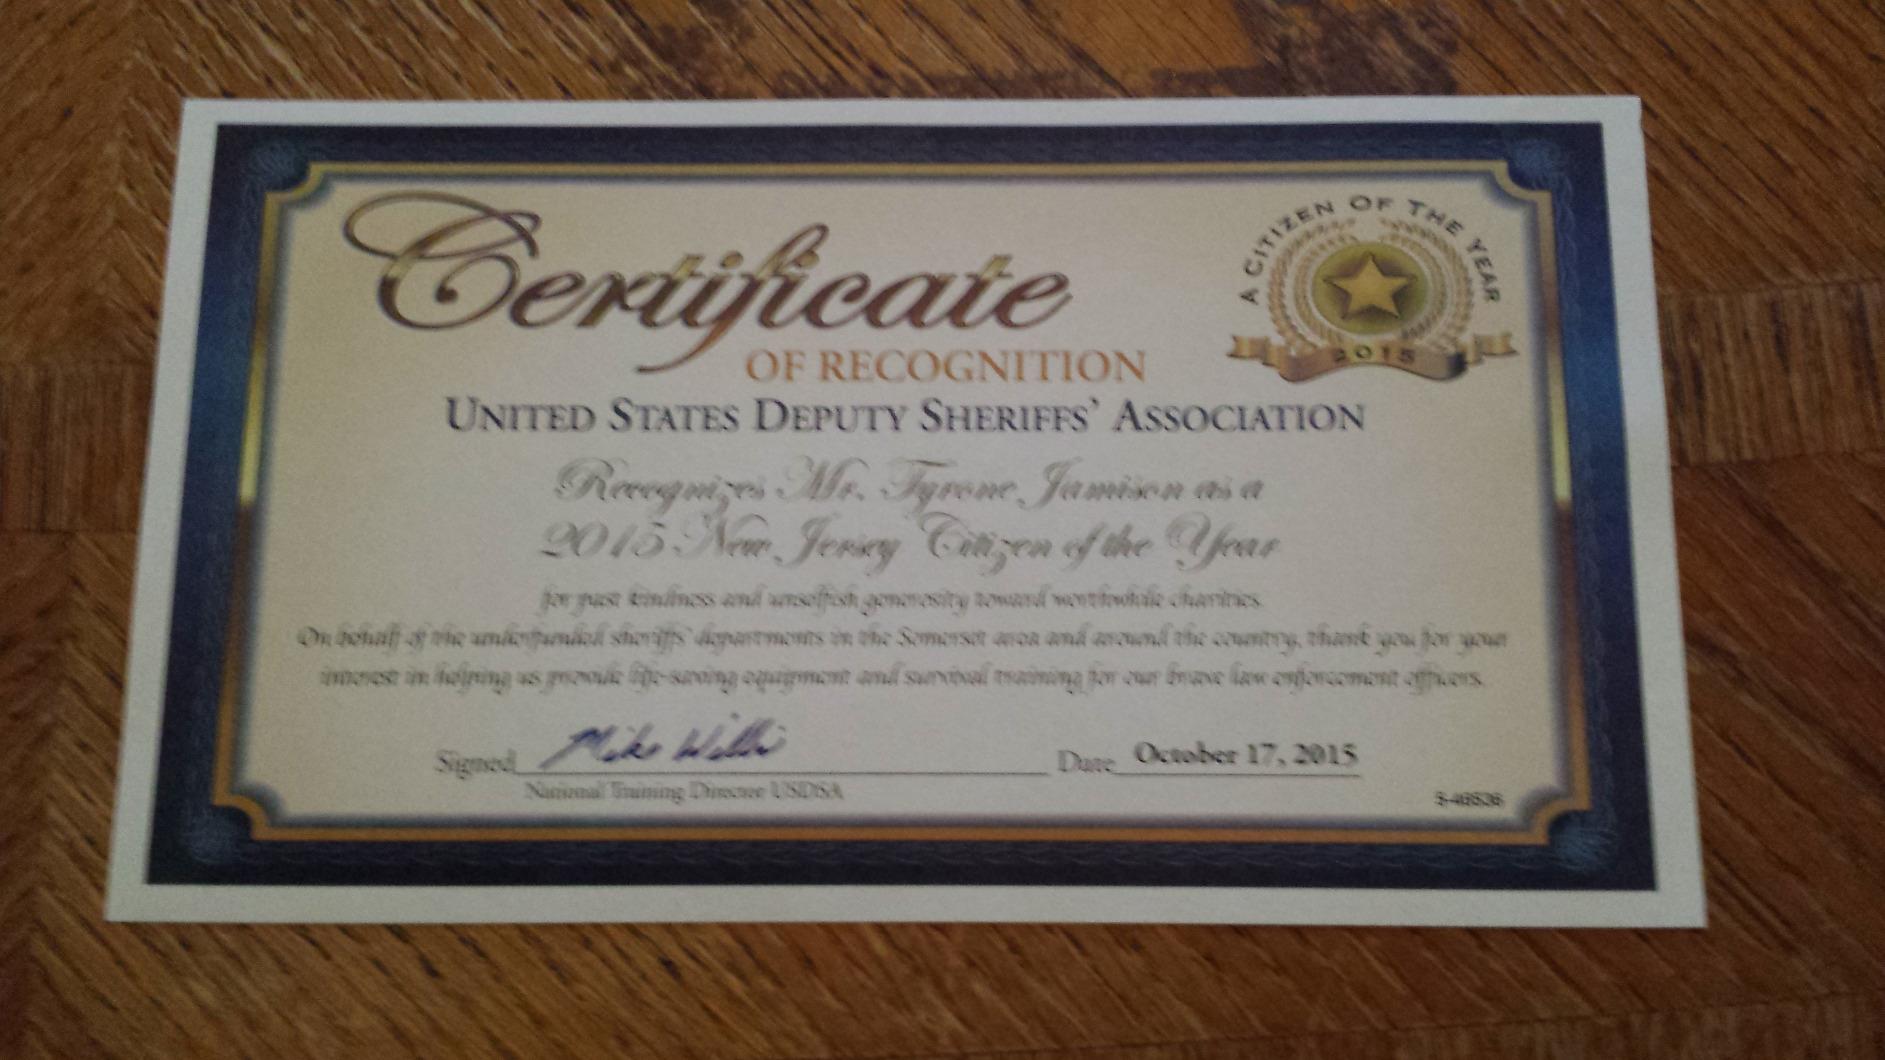 Certificate
OF RECOGNITION
A CITIZEN OF THE YEAR
2015
UNITED STATES DEPUTY SHERIFFS' ASSOCIATION
Recognizes Mr. Tyrone Jamison as a
2015 New Jersey Citizen of the Year
for past kindness and unselfish generosity toward worthwhile charities.
On behalf of the underfunded sheriffs' departments in the Somerset area and around the country, thank you for your
interest in helping us provide life-saving equipment and survival training for our brave law enforcement officers.
Signed Mike Willis Date October 17, 2015
National Training Director USDSA